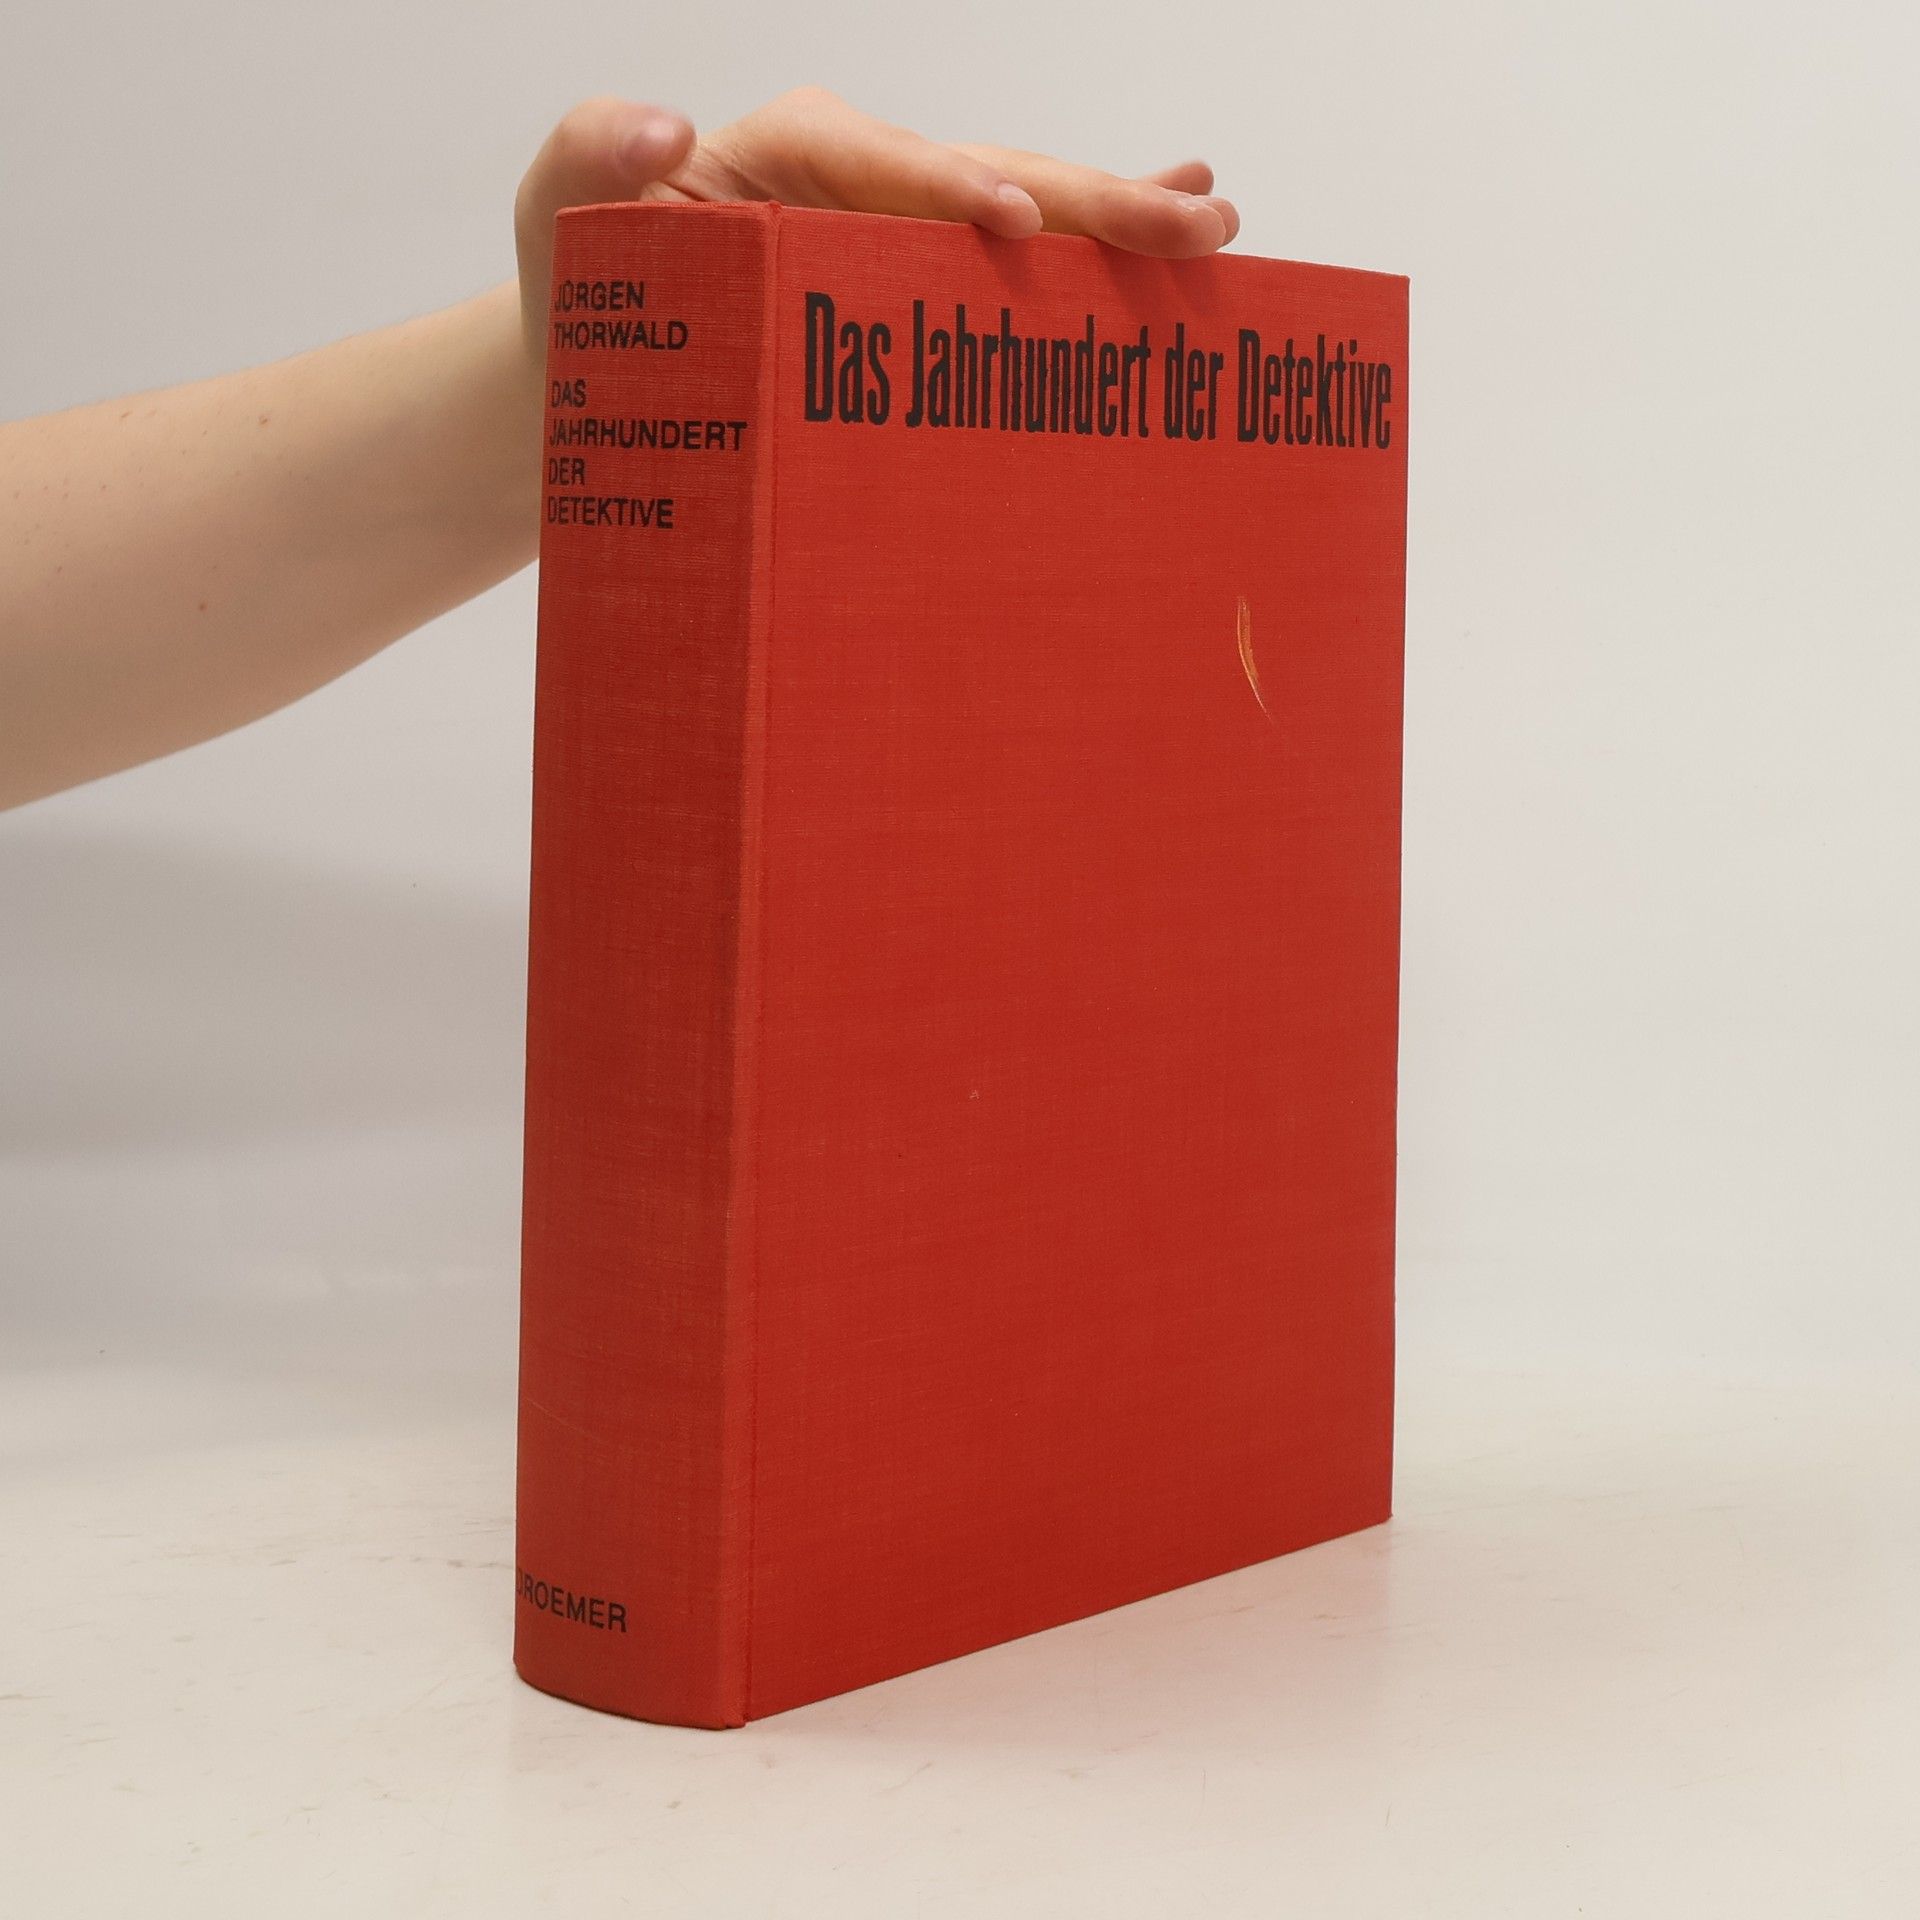 JÜRGEN
THORWALD
DAS
JAHRHUNDERT
DER
DETEKTIVE
DROEMER
Das Jahrhundert der Detektive